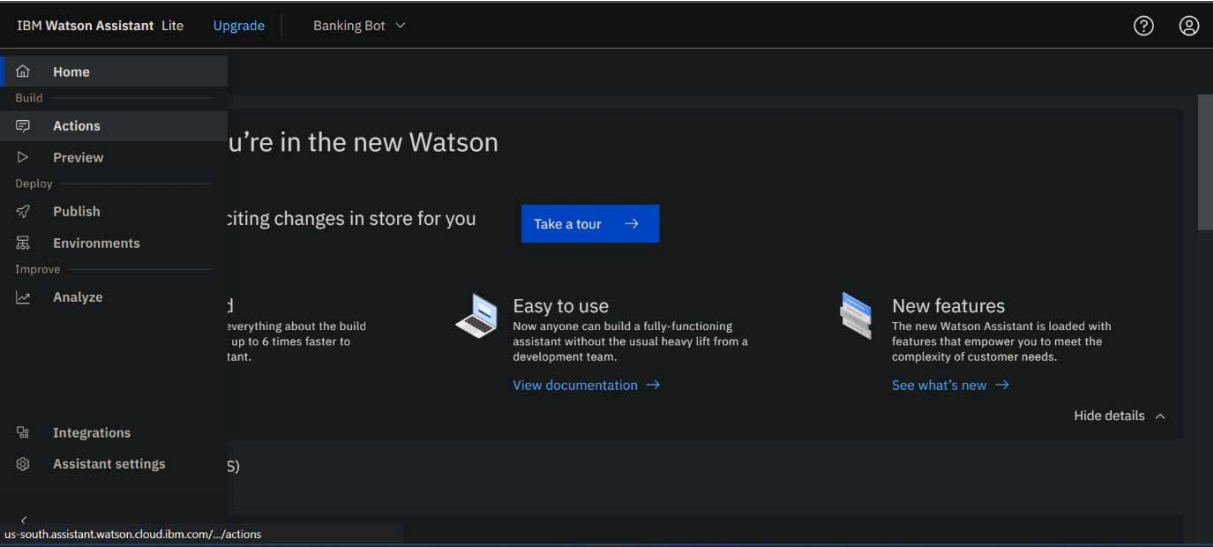 IBM Watson Assistant Lite Upgrade Banking Bot
Home
Build
Actions
Preview
Deploy
Publish
Environments
Improve
Analyze
Integrations
Assistant settings
us-south.assistant.watson.cloud.ibm.com/.../actions
u're in the new Watson
citing changes in store for you
Take a tour →
d
everything about the build
up to 6 times faster to
tant.
Easy to use
Now anyone can build a fully-functioning
assistant without the usual heavy lift from a
development team.
View documentation →
New features
The new Watson Assistant is loaded with
features that empower you to meet the
complexity of customer needs.
See what's new →
Hide details
S)